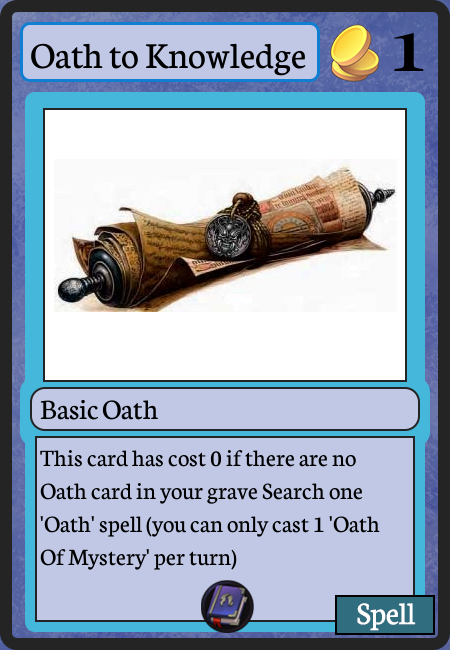 Oath to Knowledge
1
Basic Oath
This card has cost 0 if there are no
Oath card in your grave Search one
'Oath' spell (you can only cast 1 'Oath
Of Mystery' per turn)
Spell